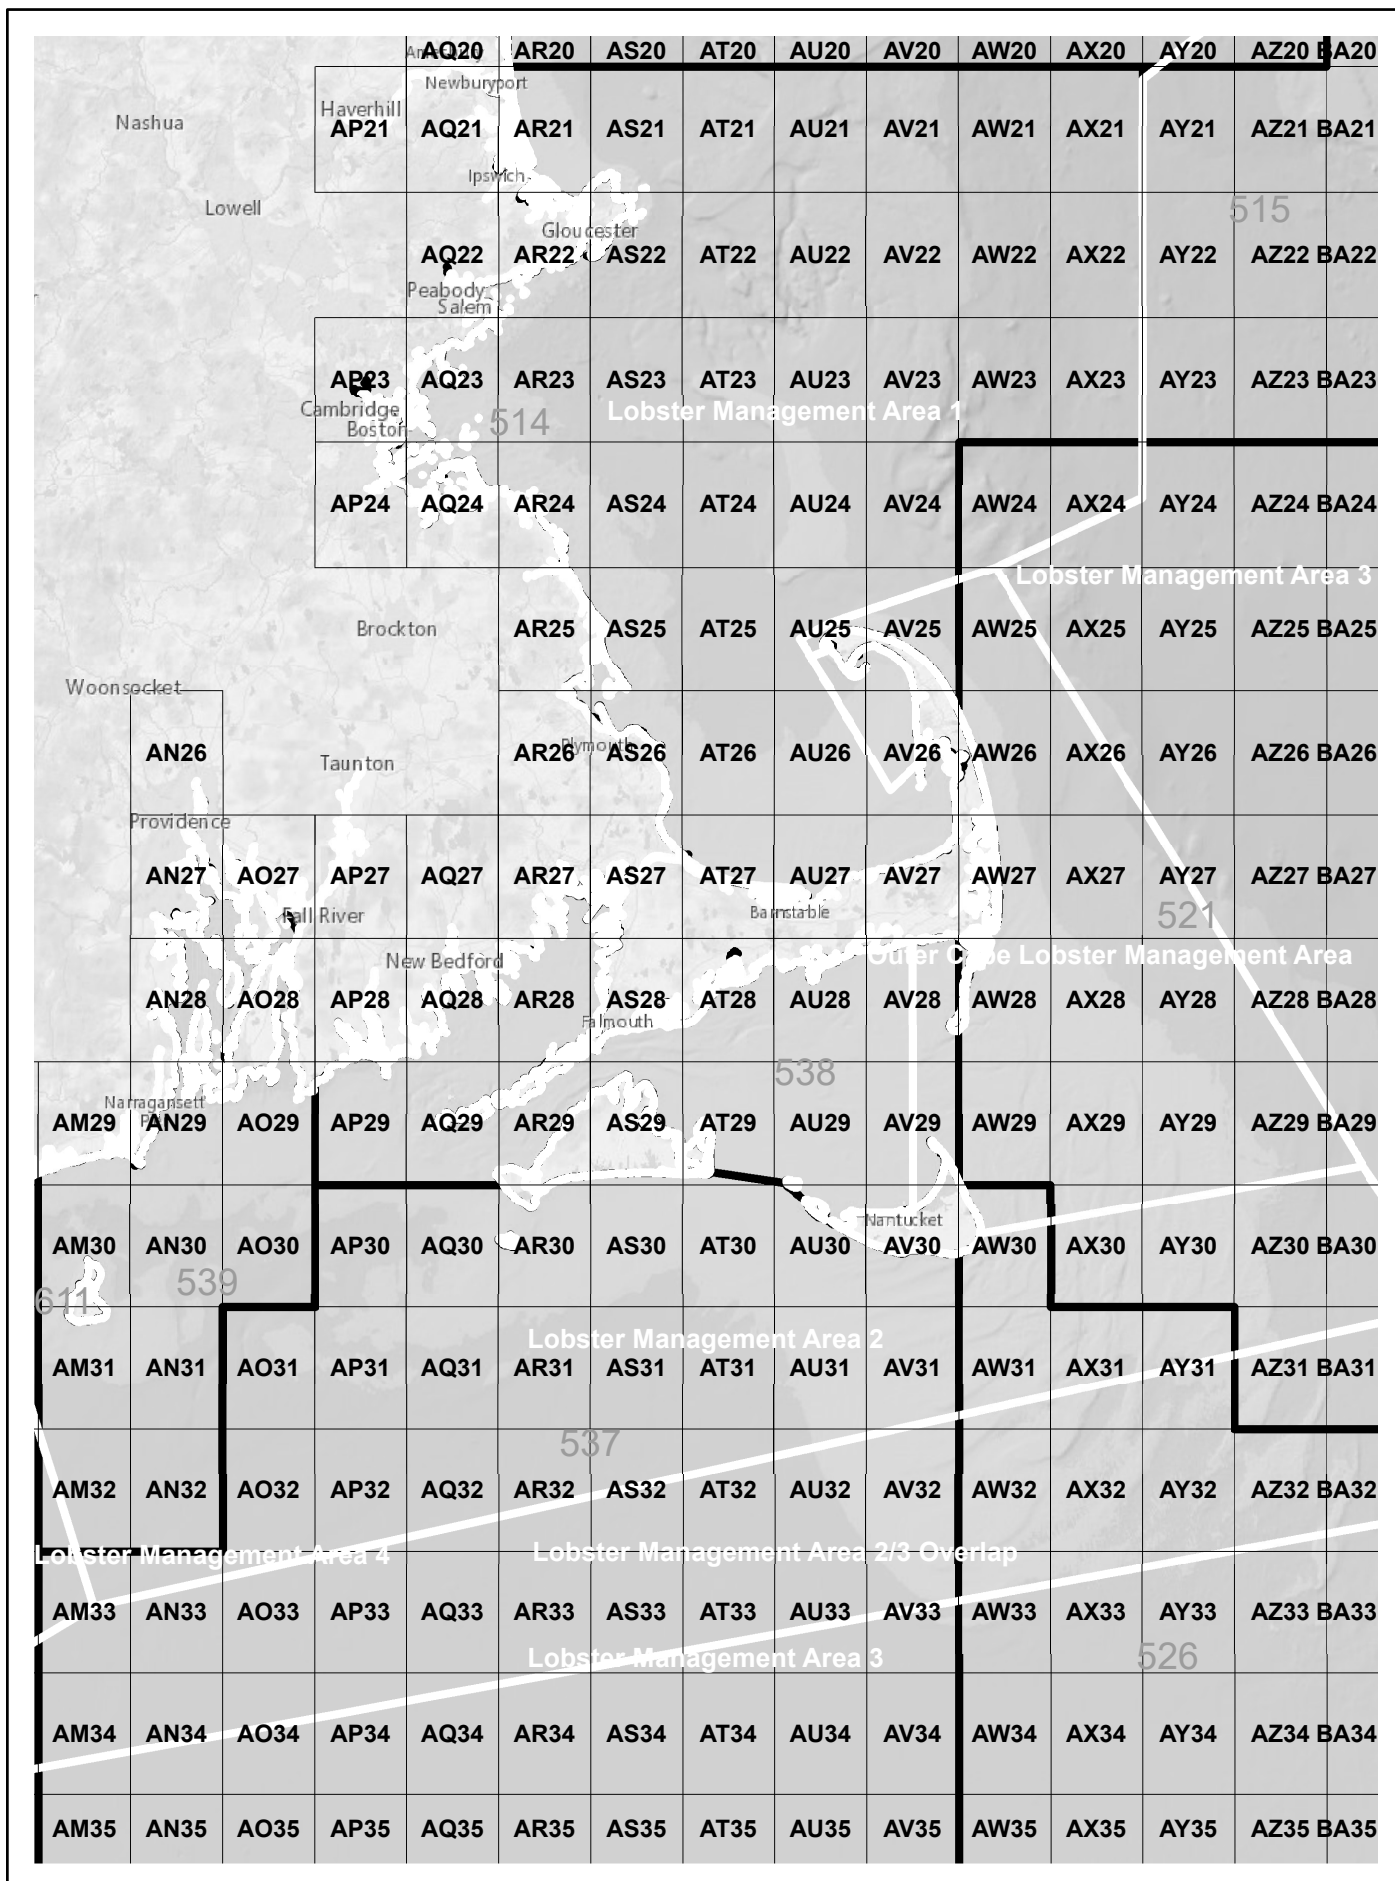 Amesbury
AQ20 AR20 AS20 AT20 AU20 AV20 AW20 AX20 AY20 AZ20 BA20
Newburyport
Haverhill
Nashua
AP21 AQ21 AR21 AS21 AT21 AU21 AV21 AW21 AX21 AY21 AZ21 BA21
Ipswich
Lowell
515
Gloucester
AQ22 AR22 AS22 AT22 AU22 AV22 AW22 AX22 AY22 AZ22 BA22
Peabody
Salem
AP23 AQ23 AR23 AS23 AT23 AU23 AV23 AW23 AX23 AY23 AZ23 BA23
Cambridge
Lobster Management Area 1
514
Boston
AP24 AQ24 AR24 AS24 AT24 AU24 AV24 AW24 AX24 AY24 AZ24 BA24
Lobster Management Area 3
Brockton
AR25 AS25 AT25 AU25 AV25 AW25 AX25 AY25 AZ25 BA25
Woonsocket
Plymouth
AN26 AR26 AS26 AT26 AU26 AV26 AW26 AX26 AY26 AZ26 BA26
Taunton
Providence
AN27 AO27 AP27 AQ27 AR27 AS27 AT27 AU27 AV27 AW27 AX27 AY27 AZ27 BA27
Fall River
Barnstable
521
New Bedford
Outer Cape Lobster Management Area
AN28 AO28 AP28 AQ28 AR28 AS28 AT28 AU28 AV28 AW28 AX28 AY28 AZ28 BA28
Falmouth
538
Narragansett
AM29 AN29 AO29 AP29 AQ29 AR29 AS29 AT29 AU29 AV29 AW29 AX29 AY29 AZ29 BA29
Nantucket
AM30 AN30 AO30 AP30 AQ30 AR30 AS30 AT30 AU30 AV30 AW30 AX30 AY30 AZ30 BA30
539
611
Lobster Management Area 2
AM31 AN31 AO31 AP31 AQ31 AR31 AS31 AT31 AU31 AV31 AW31 AX31 AY31 AZ31 BA31
537
AM32 AN32 AO32 AP32 AQ32 AR32 AS32 AT32 AU32 AV32 AW32 AX32 AY32 AZ32 BA32
Lobster Management Area 4
Lobster Management Area 2/3 Overlap
AM33 AN33 AO33 AP33 AQ33 AR33 AS33 AT33 AU33 AV33 AW33 AX33 AY33 AZ33 BA33
Lobster Management Area 3
526
AM34 AN34 AO34 AP34 AQ34 AR34 AS34 AT34 AU34 AV34 AW34 AX34 AY34 AZ34 BA34
AM35 AN35 AO35 AP35 AQ35 AR35 AS35 AT35 AU35 AV35 AW35 AX35 AY35 AZ35 BA35